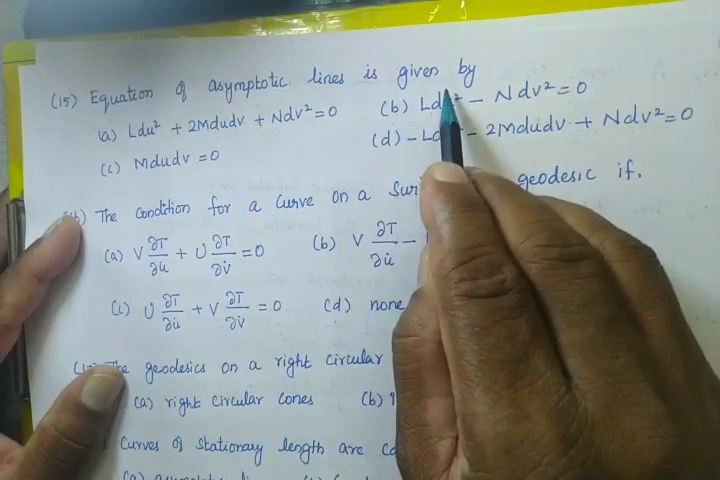 (15) Equation of asymptotic lines is given by
(a) Ldu² + 2Mdudv + Ndv² = 0 (b) Ld ² - Ndv² = 0
(c) Mdudv = 0 (d) -Ld - 2Mdudv + Ndv² = 0
The condition for a curve on a geodesic if,
(a) V ∂T/∂u̇ + U ∂T/∂v̇ = 0 (b) V ∂T/∂u̇ -
(c) U ∂T/∂u̇ + V ∂T/∂v̇ = 0 (d) none
The geodesics on a right circular
(a) right circular cones (b)
Curves of stationary length are